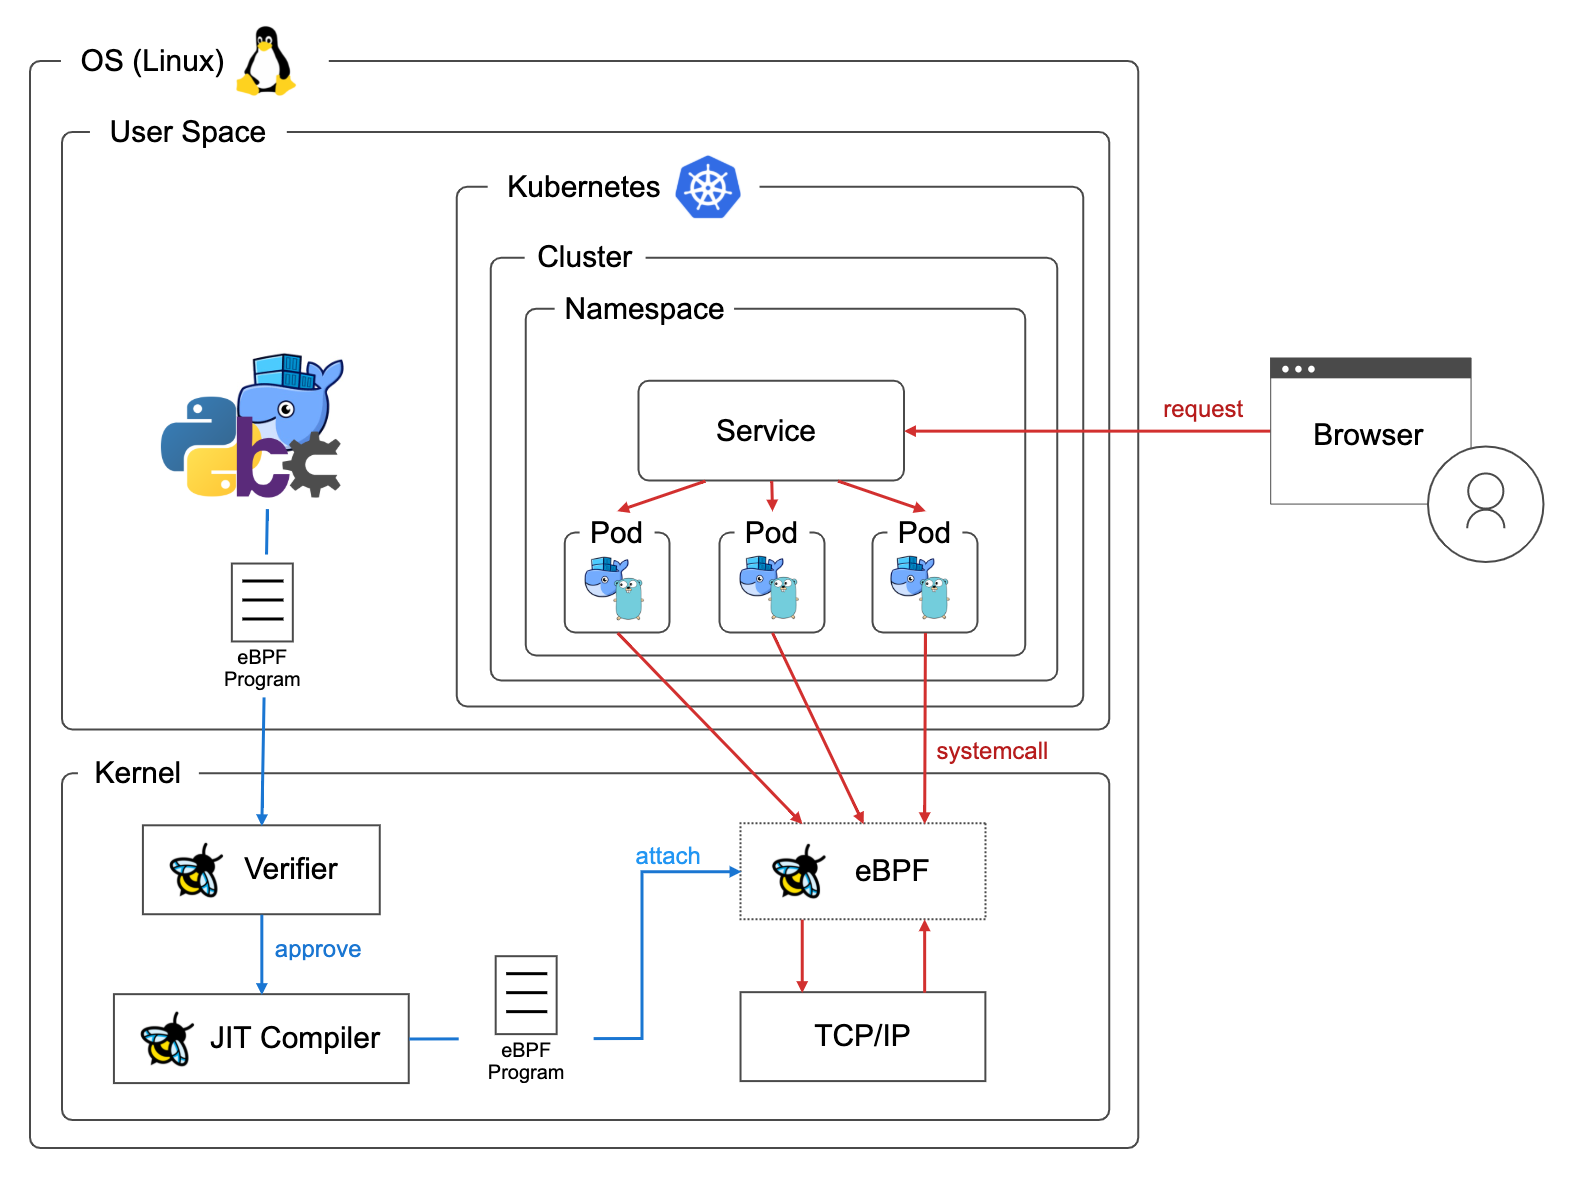 OS (Linux)
User Space
Kubernetes
Cluster
Namespace
Service
request
Browser
Pod
Pod
Pod
bc
eBPF
Program
systemcall
Kernel
Verifier
attach
eBPF
approve
JIT Compiler
eBPF
Program
TCP/IP